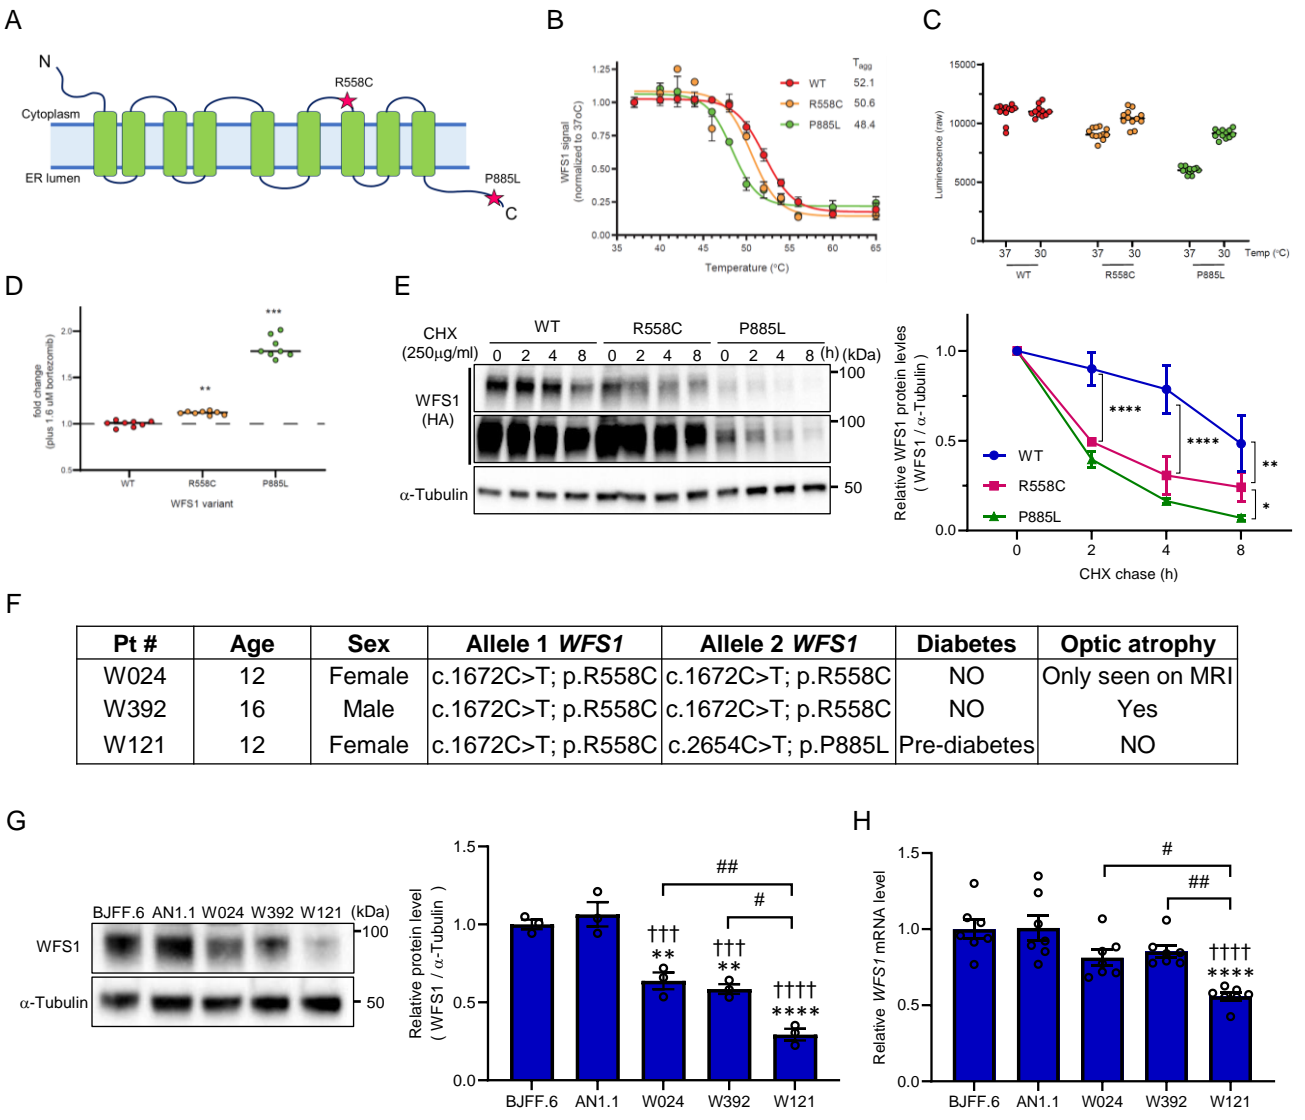 A
N
R558C
Cytoplasm
ER lumen
P885L
C
B
WFS1 signal
(normalized to 37oC)
1.25
1.00
0.75
0.50
0.25
0.00
35 40 45 50 55 60 65
Temperature (°C)
Tagg
WT 52.1
R558C 50.6
P885L 48.4
C
Luminescence (raw)
15000
10000
5000
0
37 30 37 30 37 30 Temp (°C)
WT R558C P885L
D
fold change
(plus 1.6 uM bortezomib)
2.0
1.5
1.0
0.5
** ***
WT R558C P885L
WFS1 variant
E
CHX
(250µg/ml)
WT R558C P885L
0 2 4 8 0 2 4 8 0 2 4 8 (h) (kDa)
WFS1
(HA)
α-Tubulin
100
100
50
Relative WFS1 protein levles
( WFS1 / α-Tubulin )
1.0
0.5
0.0
WT
R558C
P885L
****
****
**
*
0 2 4 8
CHX chase (h)
F
Pt # Age Sex Allele 1 WFS1 Allele 2 WFS1 Diabetes Optic atrophy
W024 12 Female c.1672C>T; p.R558C c.1672C>T; p.R558C NO Only seen on MRI
W392 16 Male c.1672C>T; p.R558C c.1672C>T; p.R558C NO Yes
W121 12 Female c.1672C>T; p.R558C c.2654C>T; p.P885L Pre-diabetes NO
G
BJFF.6 AN1.1 W024 W392 W121 (kDa)
WFS1
α-Tubulin
100
50
Relative protein level
( WFS1 / α-Tubulin )
1.5
1.0
0.5
0.0
##
#
††† ††† ††††
** ** ****
BJFF.6 AN1.1 W024 W392 W121
H
Relative WFS1 mRNA level
1.5
1.0
0.5
0.0
#
##
††††
****
BJFF.6 AN1.1 W024 W392 W121